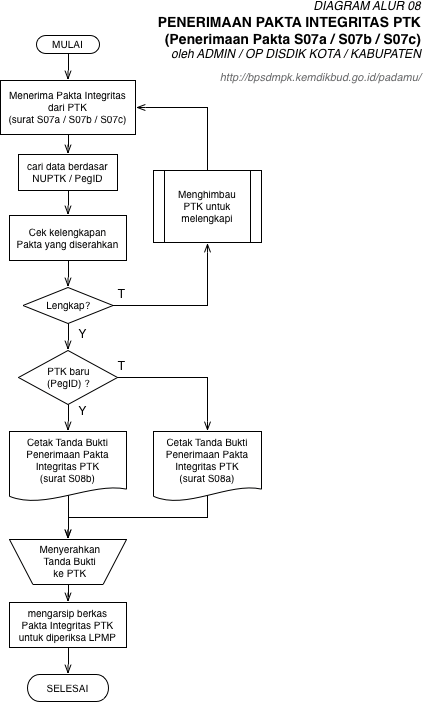 DIAGRAM ALUR 08
PENERIMAAN PAKTA INTEGRITAS PTK
(Penerimaan Pakta S07a / S07b / S07c)
oleh ADMIN / OP DISDIK KOTA / KABUPATEN
http://bpsdmpk.kemdikbud.go.id/padamu/
MULAI
Menerima Pakta Integritas
dari PTK
(surat S07a / S07b / S07c)
cari data berdasar
NUPTK / PegID
Menghimbau
PTK untuk
melengkapi
Cek kelengkapan
Pakta yang diserahkan
Lengkap?
T
Y
PTK baru
(PegID) ?
T
Y
Cetak Tanda Bukti
Penerimaan Pakta
Integritas PTK
(surat S08b)
Cetak Tanda Bukti
Penerimaan Pakta
Integritas PTK
(surat S08a)
Menyerahkan
Tanda Bukti
ke PTK
mengarsip berkas
Pakta Integritas PTK
untuk diperiksa LPMP
SELESAI